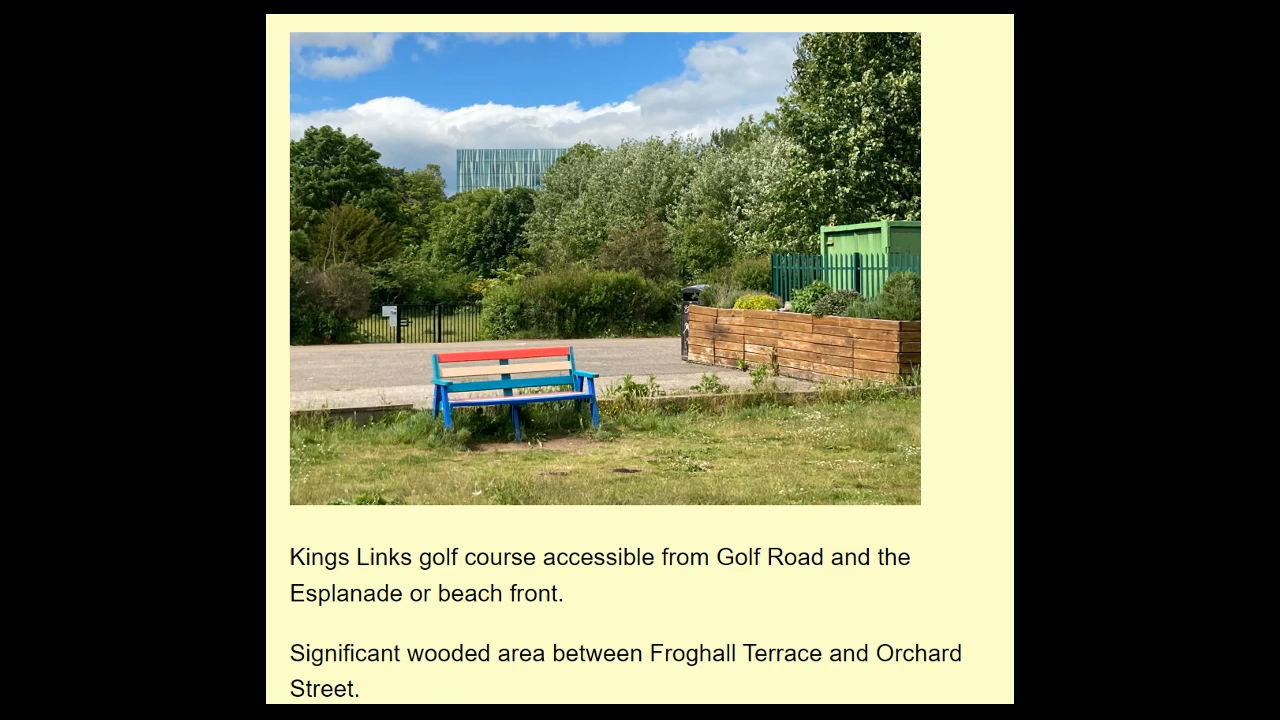 Kings Links golf course accessible from Golf Road and the
Esplanade or beach front.
Significant wooded area between Froghall Terrace and Orchard
Street.